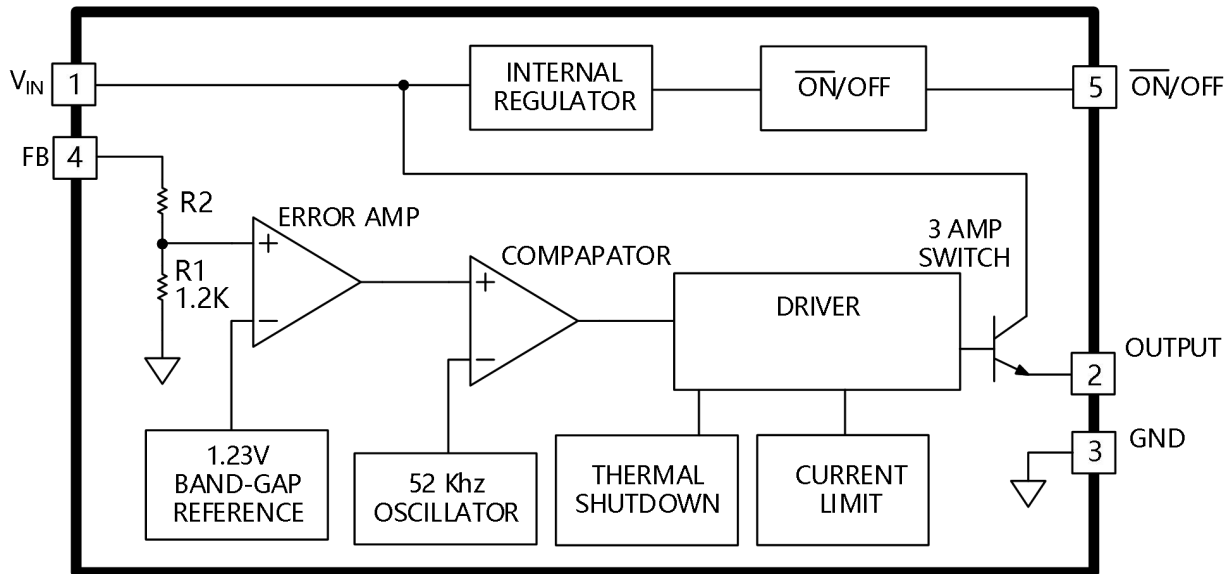 VIN
1
INTERNAL
REGULATOR
ON/OFF
5
ON/OFF
FB
4
R2
ERROR AMP
+
−
R1
1.2K
COMPAPATOR
+
−
3 AMP
SWITCH
DRIVER
OUTPUT
2
GND
3
1.23V
BAND-GAP
REFERENCE
52 Khz
OSCILLATOR
THERMAL
SHUTDOWN
CURRENT
LIMIT